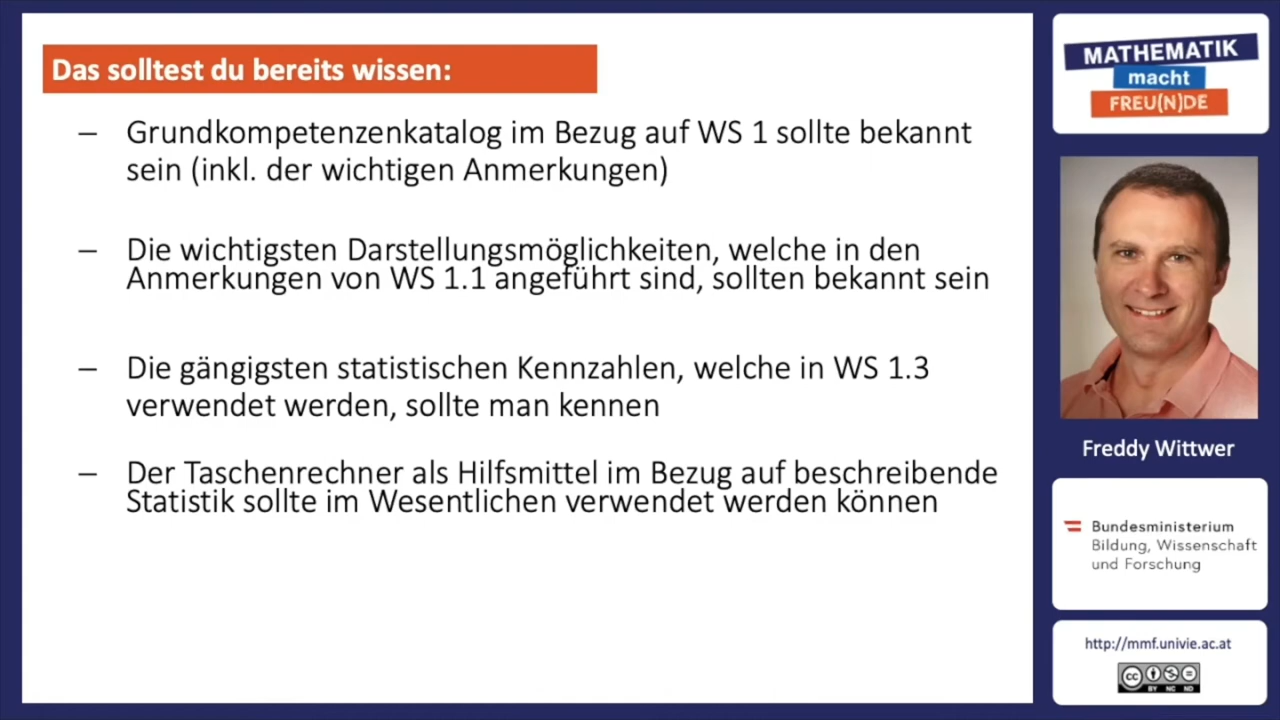 Das solltest du bereits wissen:
– Grundkompetenzenkatalog im Bezug auf WS 1 sollte bekannt
sein (inkl. der wichtigen Anmerkungen)
– Die wichtigsten Darstellungsmöglichkeiten, welche in den
Anmerkungen von WS 1.1 angeführt sind, sollten bekannt sein
– Die gängigsten statistischen Kennzahlen, welche in WS 1.3
verwendet werden, sollte man kennen
– Der Taschenrechner als Hilfsmittel im Bezug auf beschreibende
Statistik sollte im Wesentlichen verwendet werden können
MATHEMATIK
macht
FREU(N)DE
Freddy Wittwer
Bundesministerium
Bildung, Wissenschaft
und Forschung
http://mmf.univie.ac.at
cc
BY NC ND